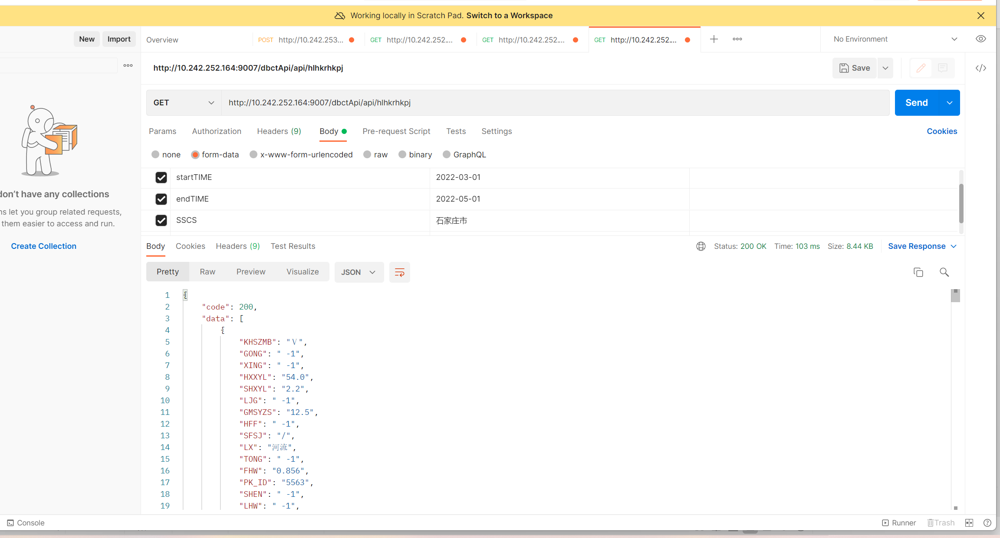 Working locally in Scratch Pad. Switch to a Workspace
New Import
Overview
POST http://10.242.253...
GET http://10.242.252....
GET http://10.242.252....
GET http://10.242.252....
No Environment
http://10.242.252.164:9007/dbctApi/api/hlhkrhkpj
Save
GET http://10.242.252.164:9007/dbctApi/api/hlhkrhkpj
Send
Params Authorization Headers (9) Body Pre-request Script Tests Settings Cookies
none form-data x-www-form-urlencoded raw binary GraphQL
startTIME 2022-03-01
endTIME 2022-05-01
SSCS 石家庄市
don't have any collections
ns let you group related requests,
them easier to access and run.
Create Collection
Body Cookies Headers (9) Test Results
Status: 200 OK Time: 103 ms Size: 8.44 KB Save Response
Pretty Raw Preview Visualize JSON
1 {
2 "code": 200,
3 "data": [
4 {
5 "KHSZMB": "Ⅴ",
6 "GONG": " -1",
7 "XING": " -1",
8 "HXXYL": "54.0",
9 "SHXYL": "2.2",
10 "LJG": " -1",
11 "GMSYZS": "12.5",
12 "HFF": " -1",
13 "SFSJ": "/",
14 "LX": "河流",
15 "TONG": " -1",
16 "FHW": "0.856",
17 "PK_ID": "5563",
18 "SHEN": " -1",
19 "LHW": " -1",
Console
Runner Trash